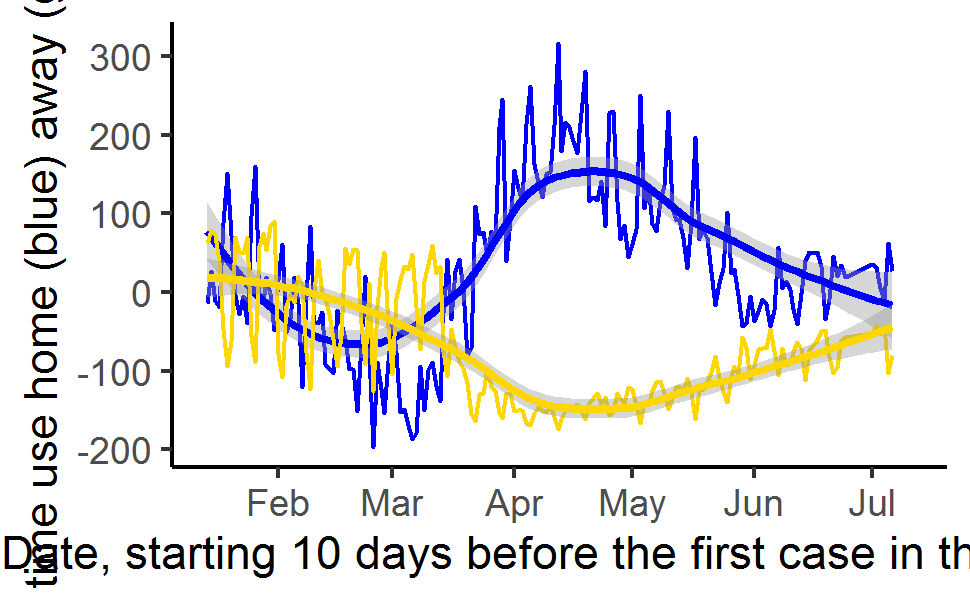 time use home (blue) away (
300
200
100
0
-100
-200
Feb Mar Apr May Jun Jul
Date, starting 10 days before the first case in th